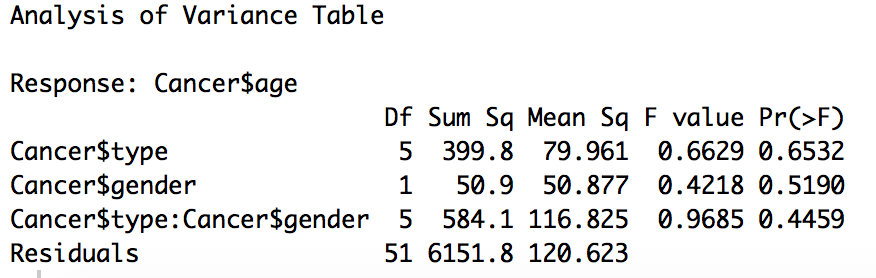 Analysis of Variance Table
Response: Cancer$age
Df Sum Sq Mean Sq F value Pr(>F)
Cancer$type 5 399.8 79.961 0.6629 0.6532
Cancer$gender 1 50.9 50.877 0.4218 0.5190
Cancer$type:Cancer$gender 5 584.1 116.825 0.9685 0.4459
Residuals 51 6151.8 120.623